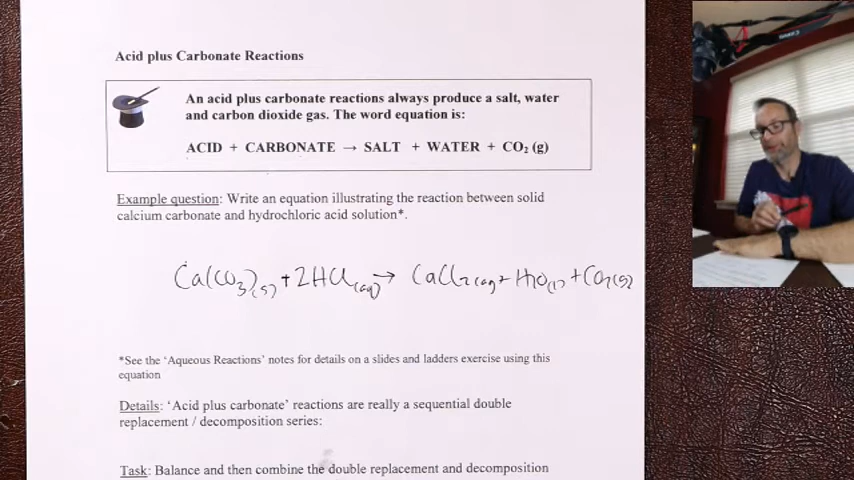 Acid plus Carbonate Reactions
An acid plus carbonate reactions always produce a salt, water
and carbon dioxide gas. The word equation is:
ACID + CARBONATE → SALT + WATER + CO₂ (g)
Example question: Write an equation illustrating the reaction between solid
calcium carbonate and hydrochloric acid solution*.
Ca(CO₃)(s) + 2HCl(aq) → CaCl₂(aq) + H₂O(l) + CO₂(g)
*See the ‘Aqueous Reactions’ notes for details on a slides and ladders exercise using this
equation
Details: ‘Acid plus carbonate’ reactions are really a sequential double
replacement / decomposition series:
Task: Balance and then combine the double replacement and decomposition